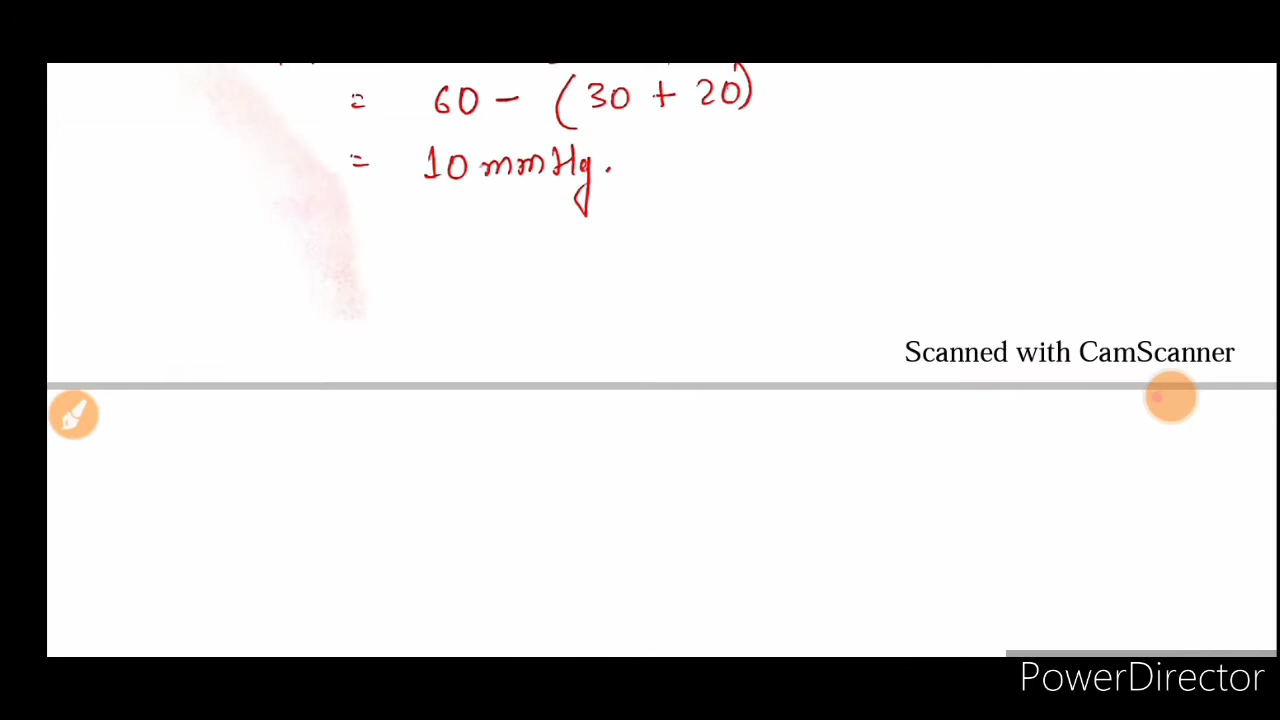 = 60 - (30 + 20)
= 10 mmHg.
Scanned with CamScanner
PowerDirector